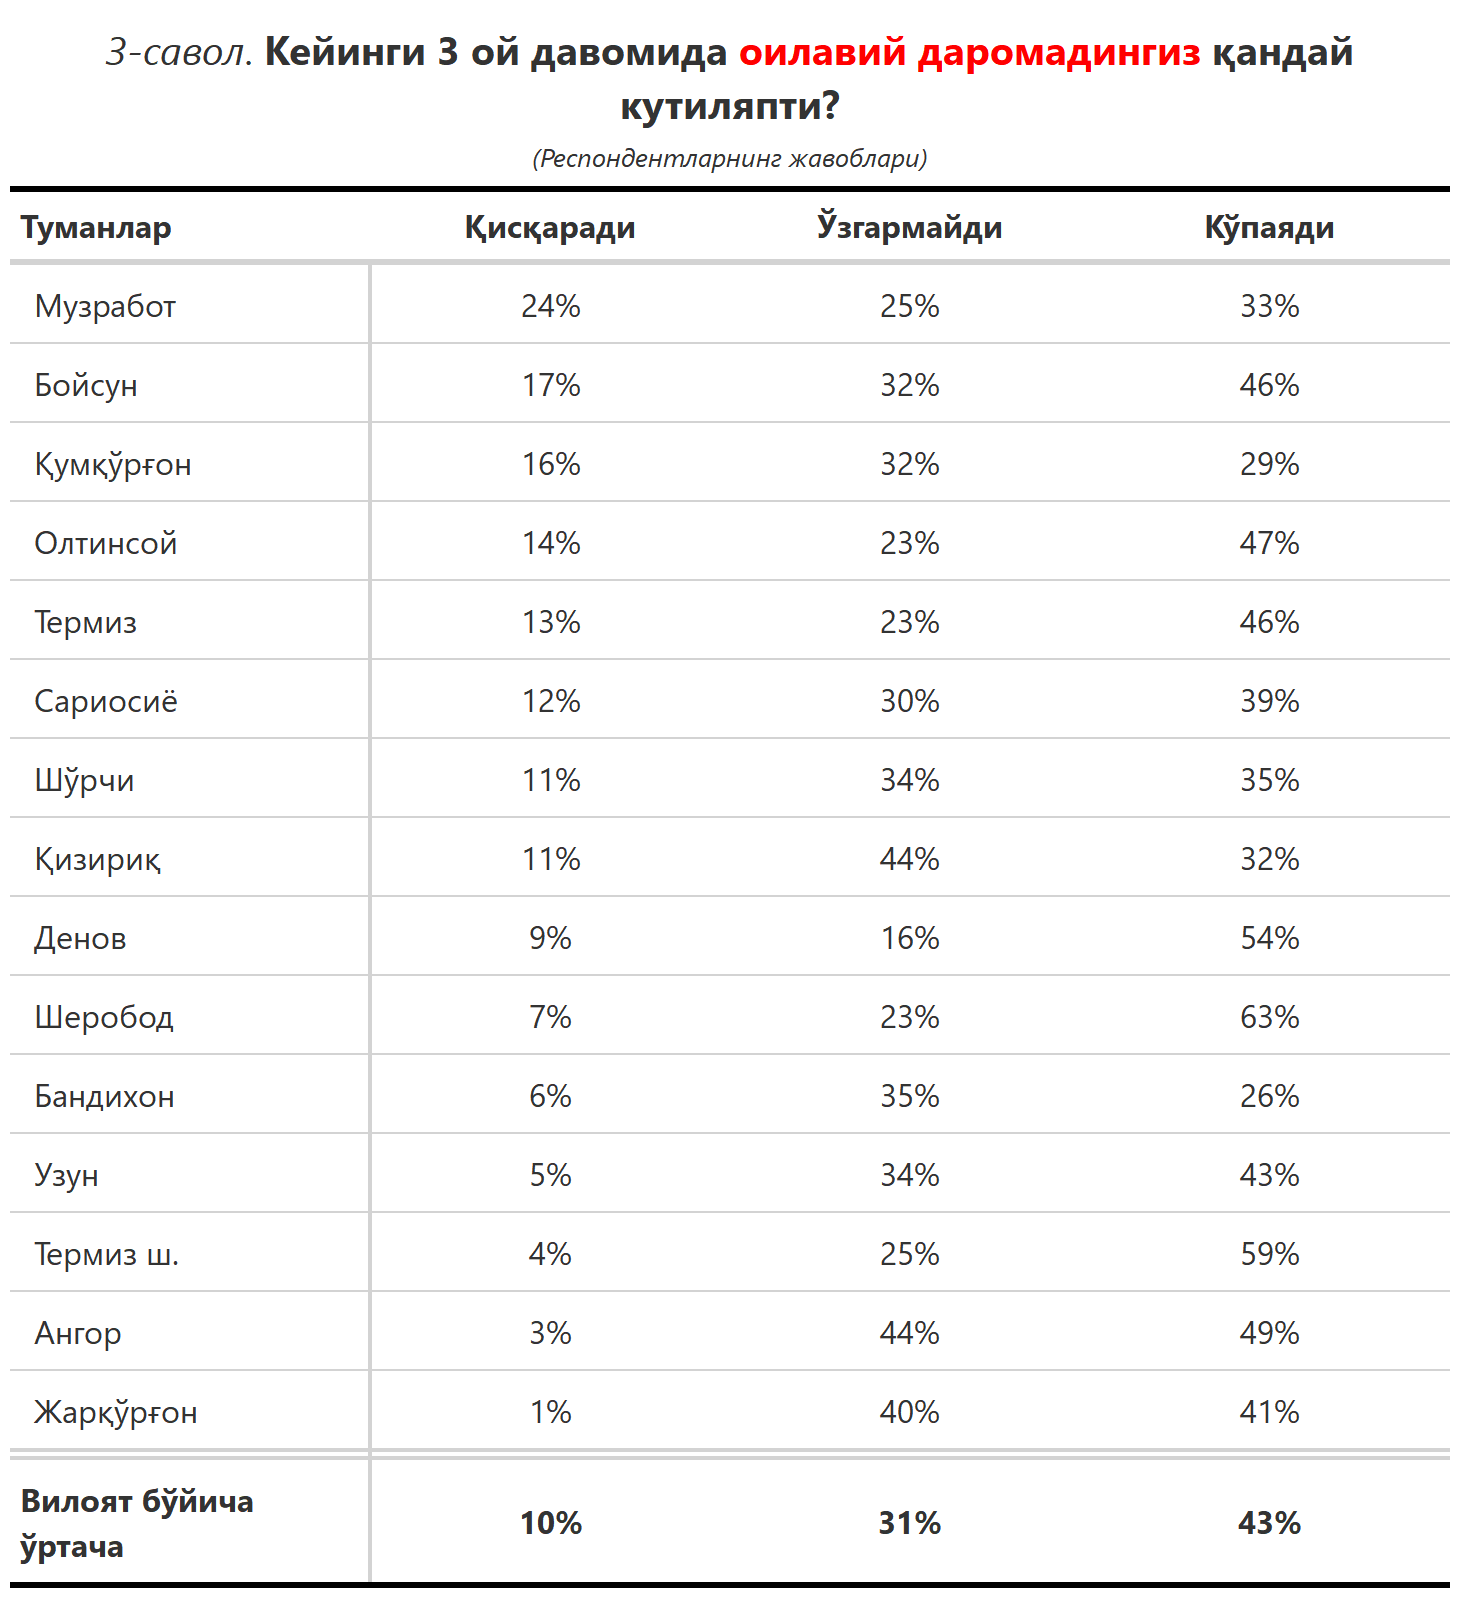 3-савол. Кейинги 3 ой давомида оилавий даромадингиз қандай
кутиляпти?
(Респондентларнинг жавоблари)
Туманлар Қисқаради Ўзгармайди Кўпаяди
Музработ 24% 25% 33%
Бойсун 17% 32% 46%
Қумқўрғон 16% 32% 29%
Олтинсой 14% 23% 47%
Термиз 13% 23% 46%
Сариосиё 12% 30% 39%
Шўрчи 11% 34% 35%
Қизириқ 11% 44% 32%
Денов 9% 16% 54%
Шеробод 7% 23% 63%
Бандихон 6% 35% 26%
Узун 5% 34% 43%
Термиз ш. 4% 25% 59%
Ангор 3% 44% 49%
Жарқўрғон 1% 40% 41%
Вилоят бўйича
ўртача 10% 31% 43%